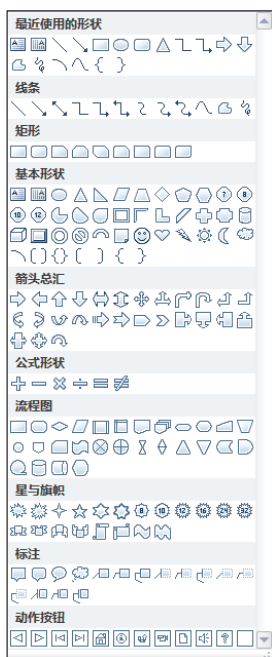 最近使用的形状
线条
矩形
基本形状
箭头总汇
公式形状
流程图
星与旗帜
标注
动作按钮